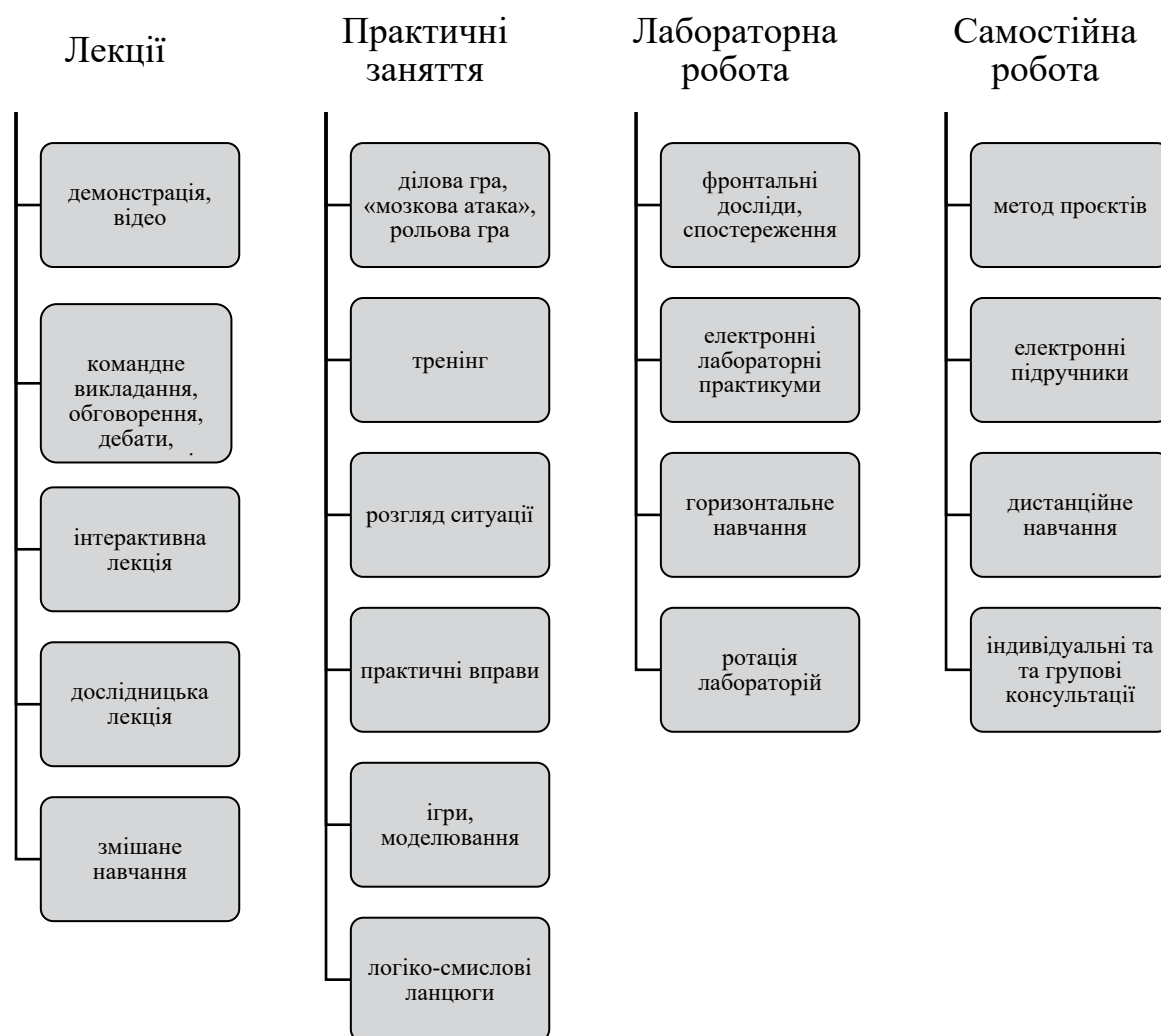 Лекції
демонстрація,
відео
командне
викладання,
обговорення,
дебати,
інтерактивна
лекція
дослідницька
лекція
змішане
навчання
Практичні
заняття
ділова гра,
«мозкова атака»,
рольова гра
тренінг
розгляд ситуації
практичні вправи
ігри,
моделювання
логіко-смислові
ланцюги
Лабораторна
робота
фронтальні
досліди,
спостереження
електронні
лабораторні
практикуми
горизонтальне
навчання
ротація
лабораторій
Самостійна
робота
метод проєктів
електронні
підручники
дистанційне
навчання
індивідуальні та
та групові
консультації